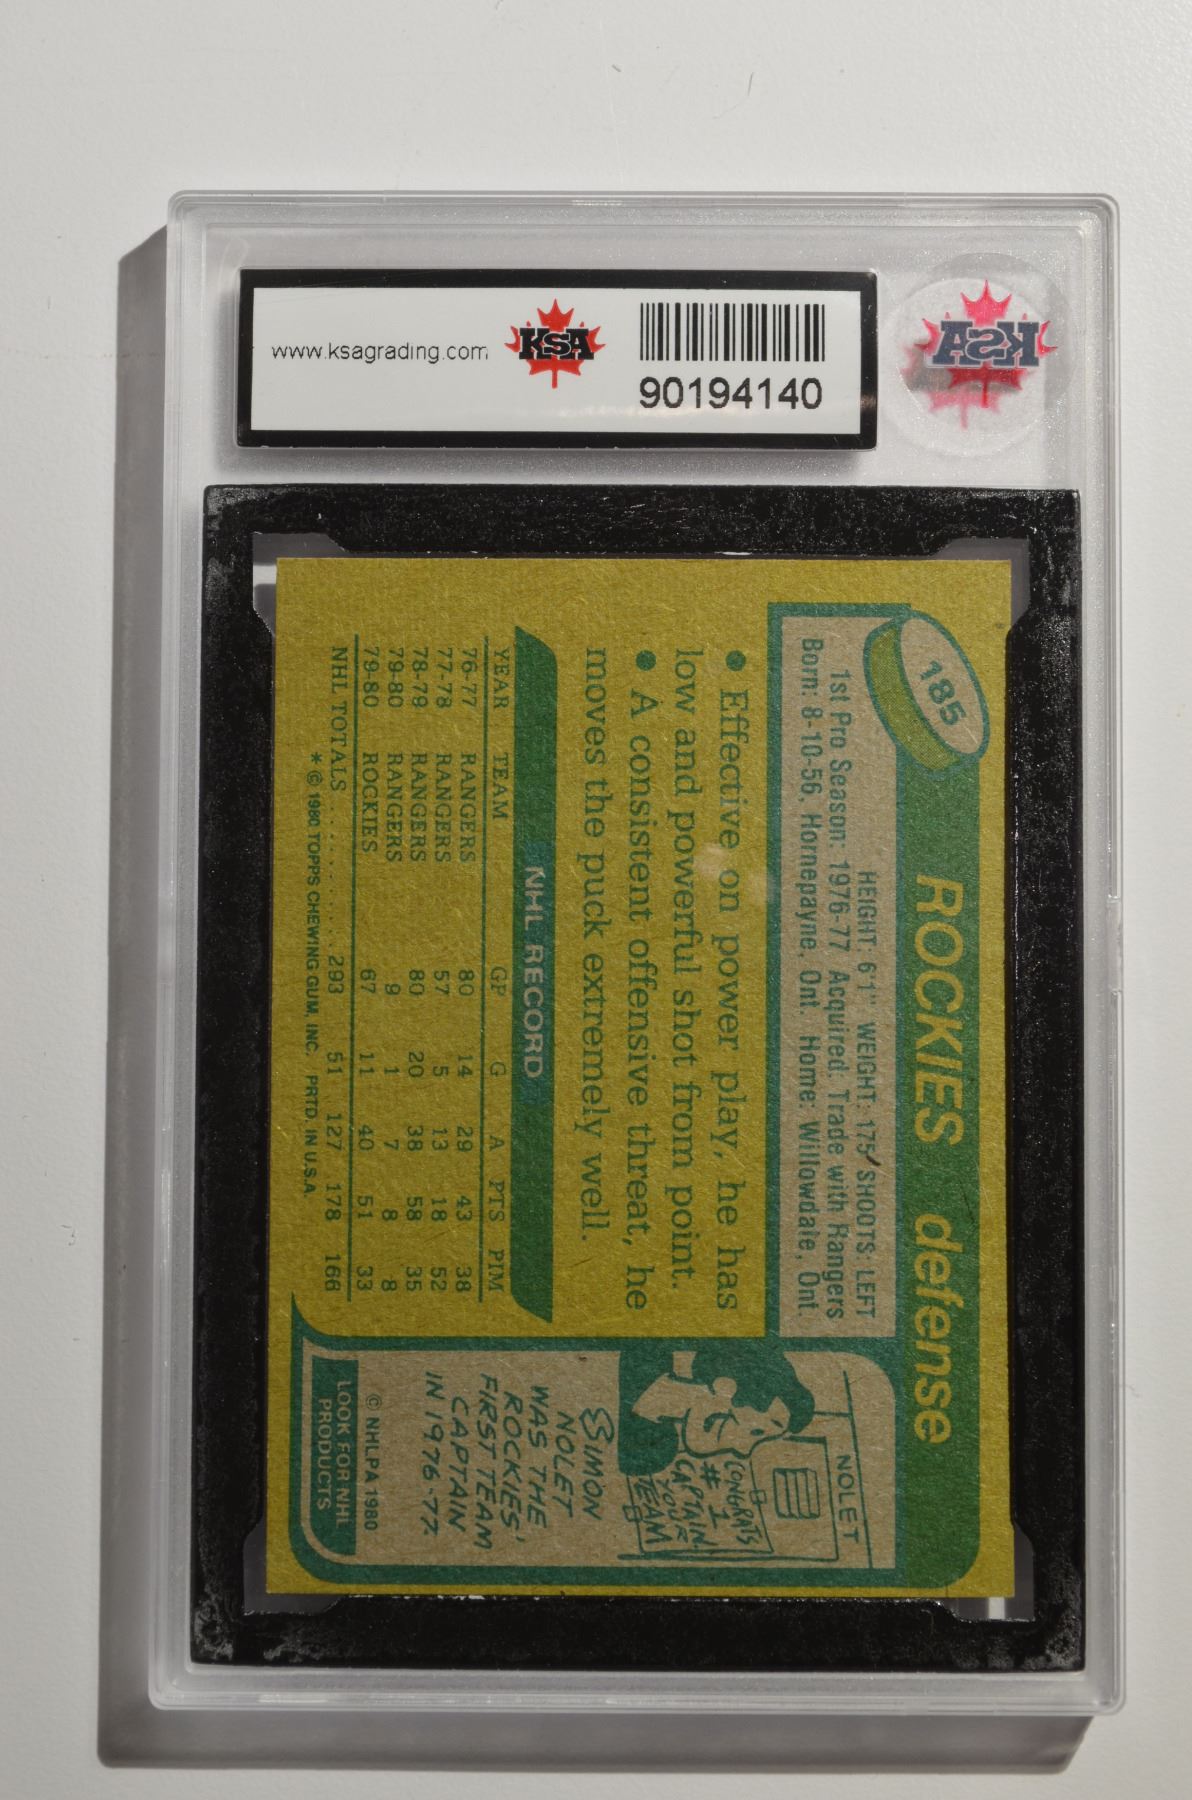 www.ksagrading.com
KSA
90194140
KSA
185
ROCKIES defense
HEIGHT: 6'1" WEIGHT: 175 SHOOTS: LEFT
1st Pro Season: 1976-77 Acquired: Trade with Rangers
Born: 8-10-56, Hornepayne, Ont. Home: Willowdale, Ont.
• Effective on power play, he has
low and powerful shot from point.
• A consistent offensive threat, he
moves the puck extremely well.
NHL RECORD
YEAR TEAM GP G A PTS PIM
76-77 RANGERS 80 14 29 43 38
77-78 RANGERS 57 5 13 18 52
78-79 RANGERS 80 20 38 58 35
79-80 RANGERS 9 1 7 8 8
79-80 ROCKIES 67 11 40 51 33
NHL TOTALS .......... 293 51 127 178 166
* © 1980 TOPPS CHEWING GUM, INC. PRTD. IN U.S.A.
NOLET
CONGRATS
# 1
CAPTAIN
YOUR
TEAM
SIMON
NOLET
WAS THE
ROCKIES'
FIRST TEAM
CAPTAIN
IN 1976-77.
© NHLPA 1980
LOOK FOR NHL
PRODUCTS